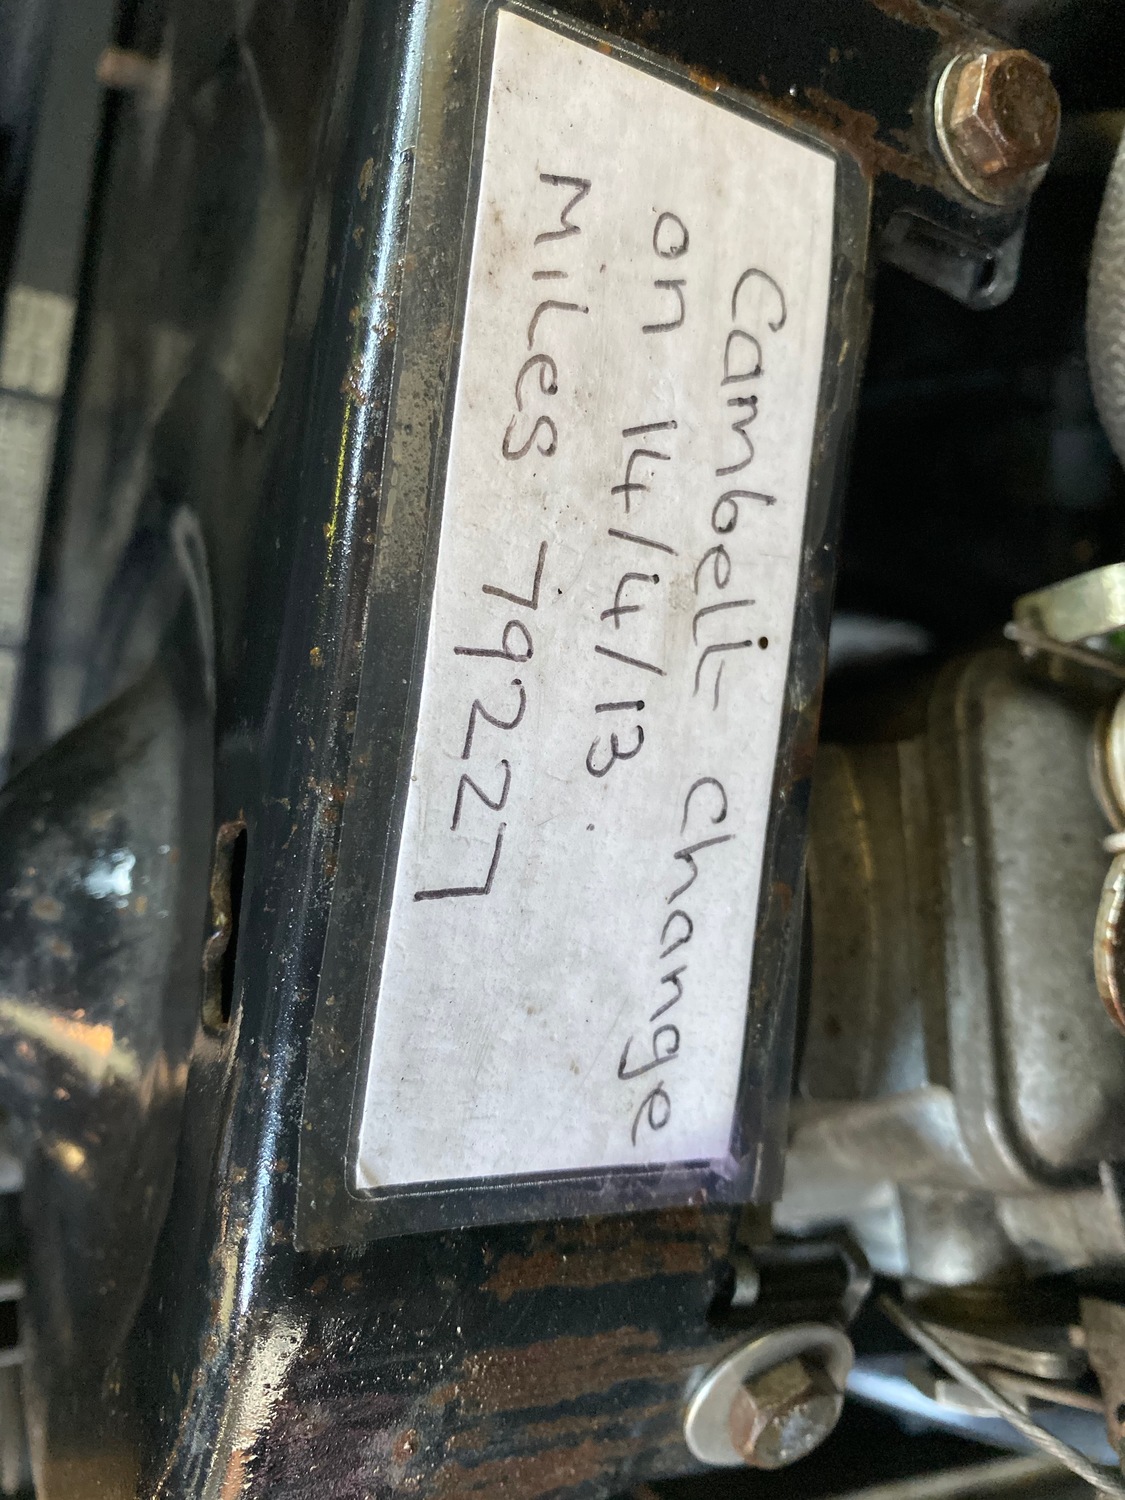 Cambelt change
on 14/4/13.
Miles 79227